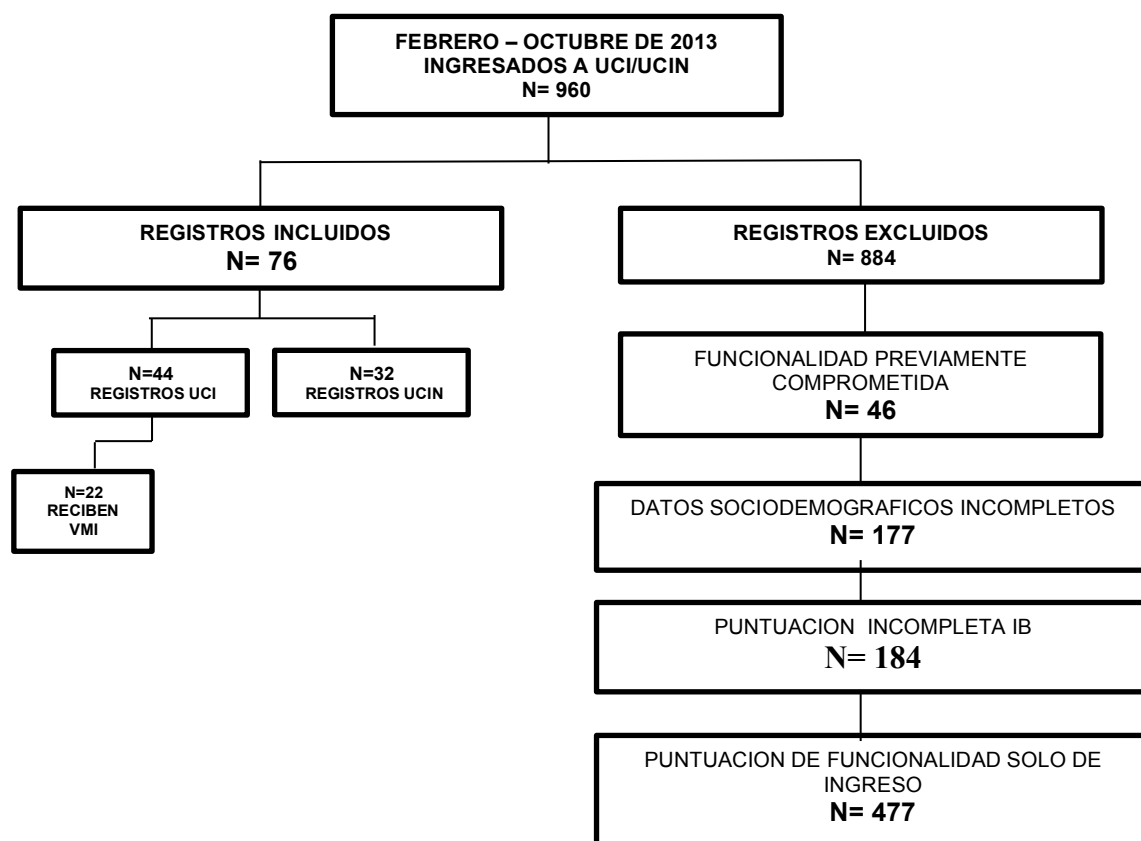 FEBRERO – OCTUBRE DE 2013
INGRESADOS A UCI/UCIN
N= 960
REGISTROS INCLUIDOS
N= 76
REGISTROS EXCLUIDOS
N= 884
N=44
REGISTROS UCI
N=32
REGISTROS UCIN
N=22
RECIBEN
VMI
FUNCIONALIDAD PREVIAMENTE
COMPROMETIDA
N= 46
DATOS SOCIODEMOGRAFICOS INCOMPLETOS
N= 177
PUNTUACION INCOMPLETA IB
N= 184
PUNTUACION DE FUNCIONALIDAD SOLO DE
INGRESO
N= 477